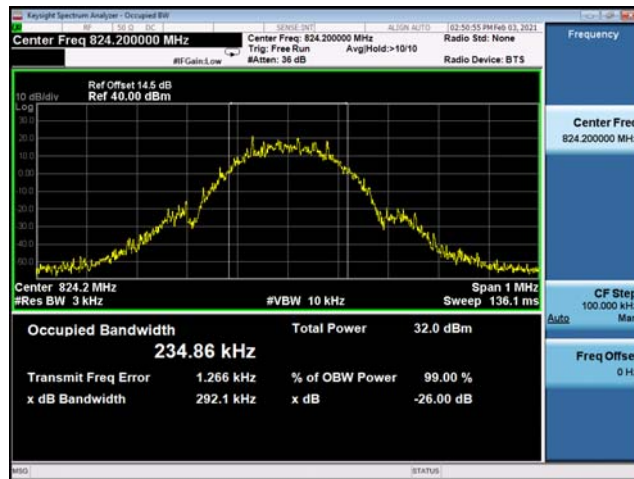 Keysight Spectrum Analyzer - Occupied BW
RF 50 Ω DC SENSE:INT ALIGN AUTO 02:50:55 PM Feb 03, 2021
Center Freq 824.200000 MHz
Center Freq: 824.200000 MHz Radio Std: None
Trig: Free Run Avg|Hold:>10/10
#IFGain:Low #Atten: 36 dB Radio Device: BTS
Frequency
Ref Offset 14.5 dB
10 dB/div Ref 40.00 dBm
Log
30.0
20.0
10.0
0.00
-10.0
-20.0
-30.0
-40.0
-50.0
Center 824.2 MHz Span 1 MHz
#Res BW 3 kHz #VBW 10 kHz Sweep 136.1 ms
Occupied Bandwidth Total Power 32.0 dBm
234.86 kHz
Transmit Freq Error 1.266 kHz % of OBW Power 99.00 %
x dB Bandwidth 292.1 kHz x dB -26.00 dB
Center Freq
824.200000 MHz
CF Step
100.000 kHz
Auto Man
Freq Offset
0 Hz
MSG STATUS